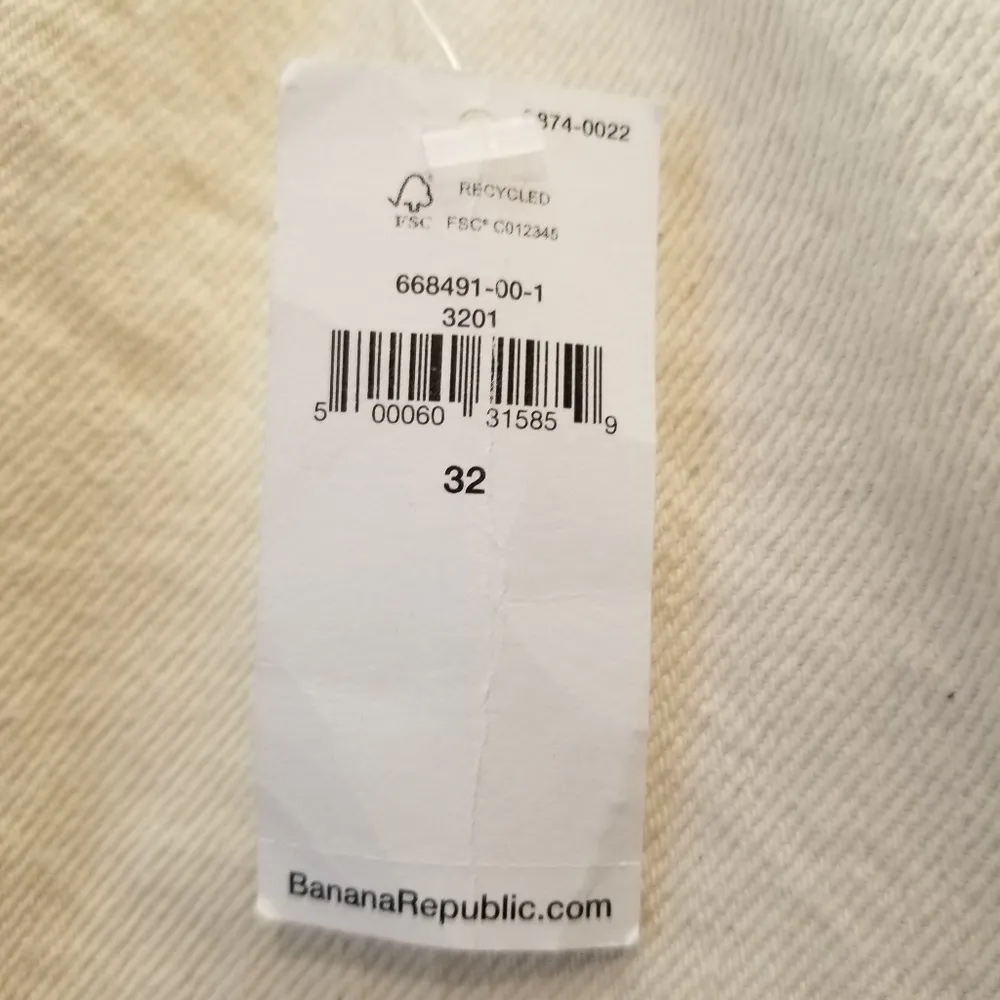 874-0022
RECYCLED
FSC FSC® C012345
668491-00-1
3201
5 00060 31585 9
32
BananaRepublic.com